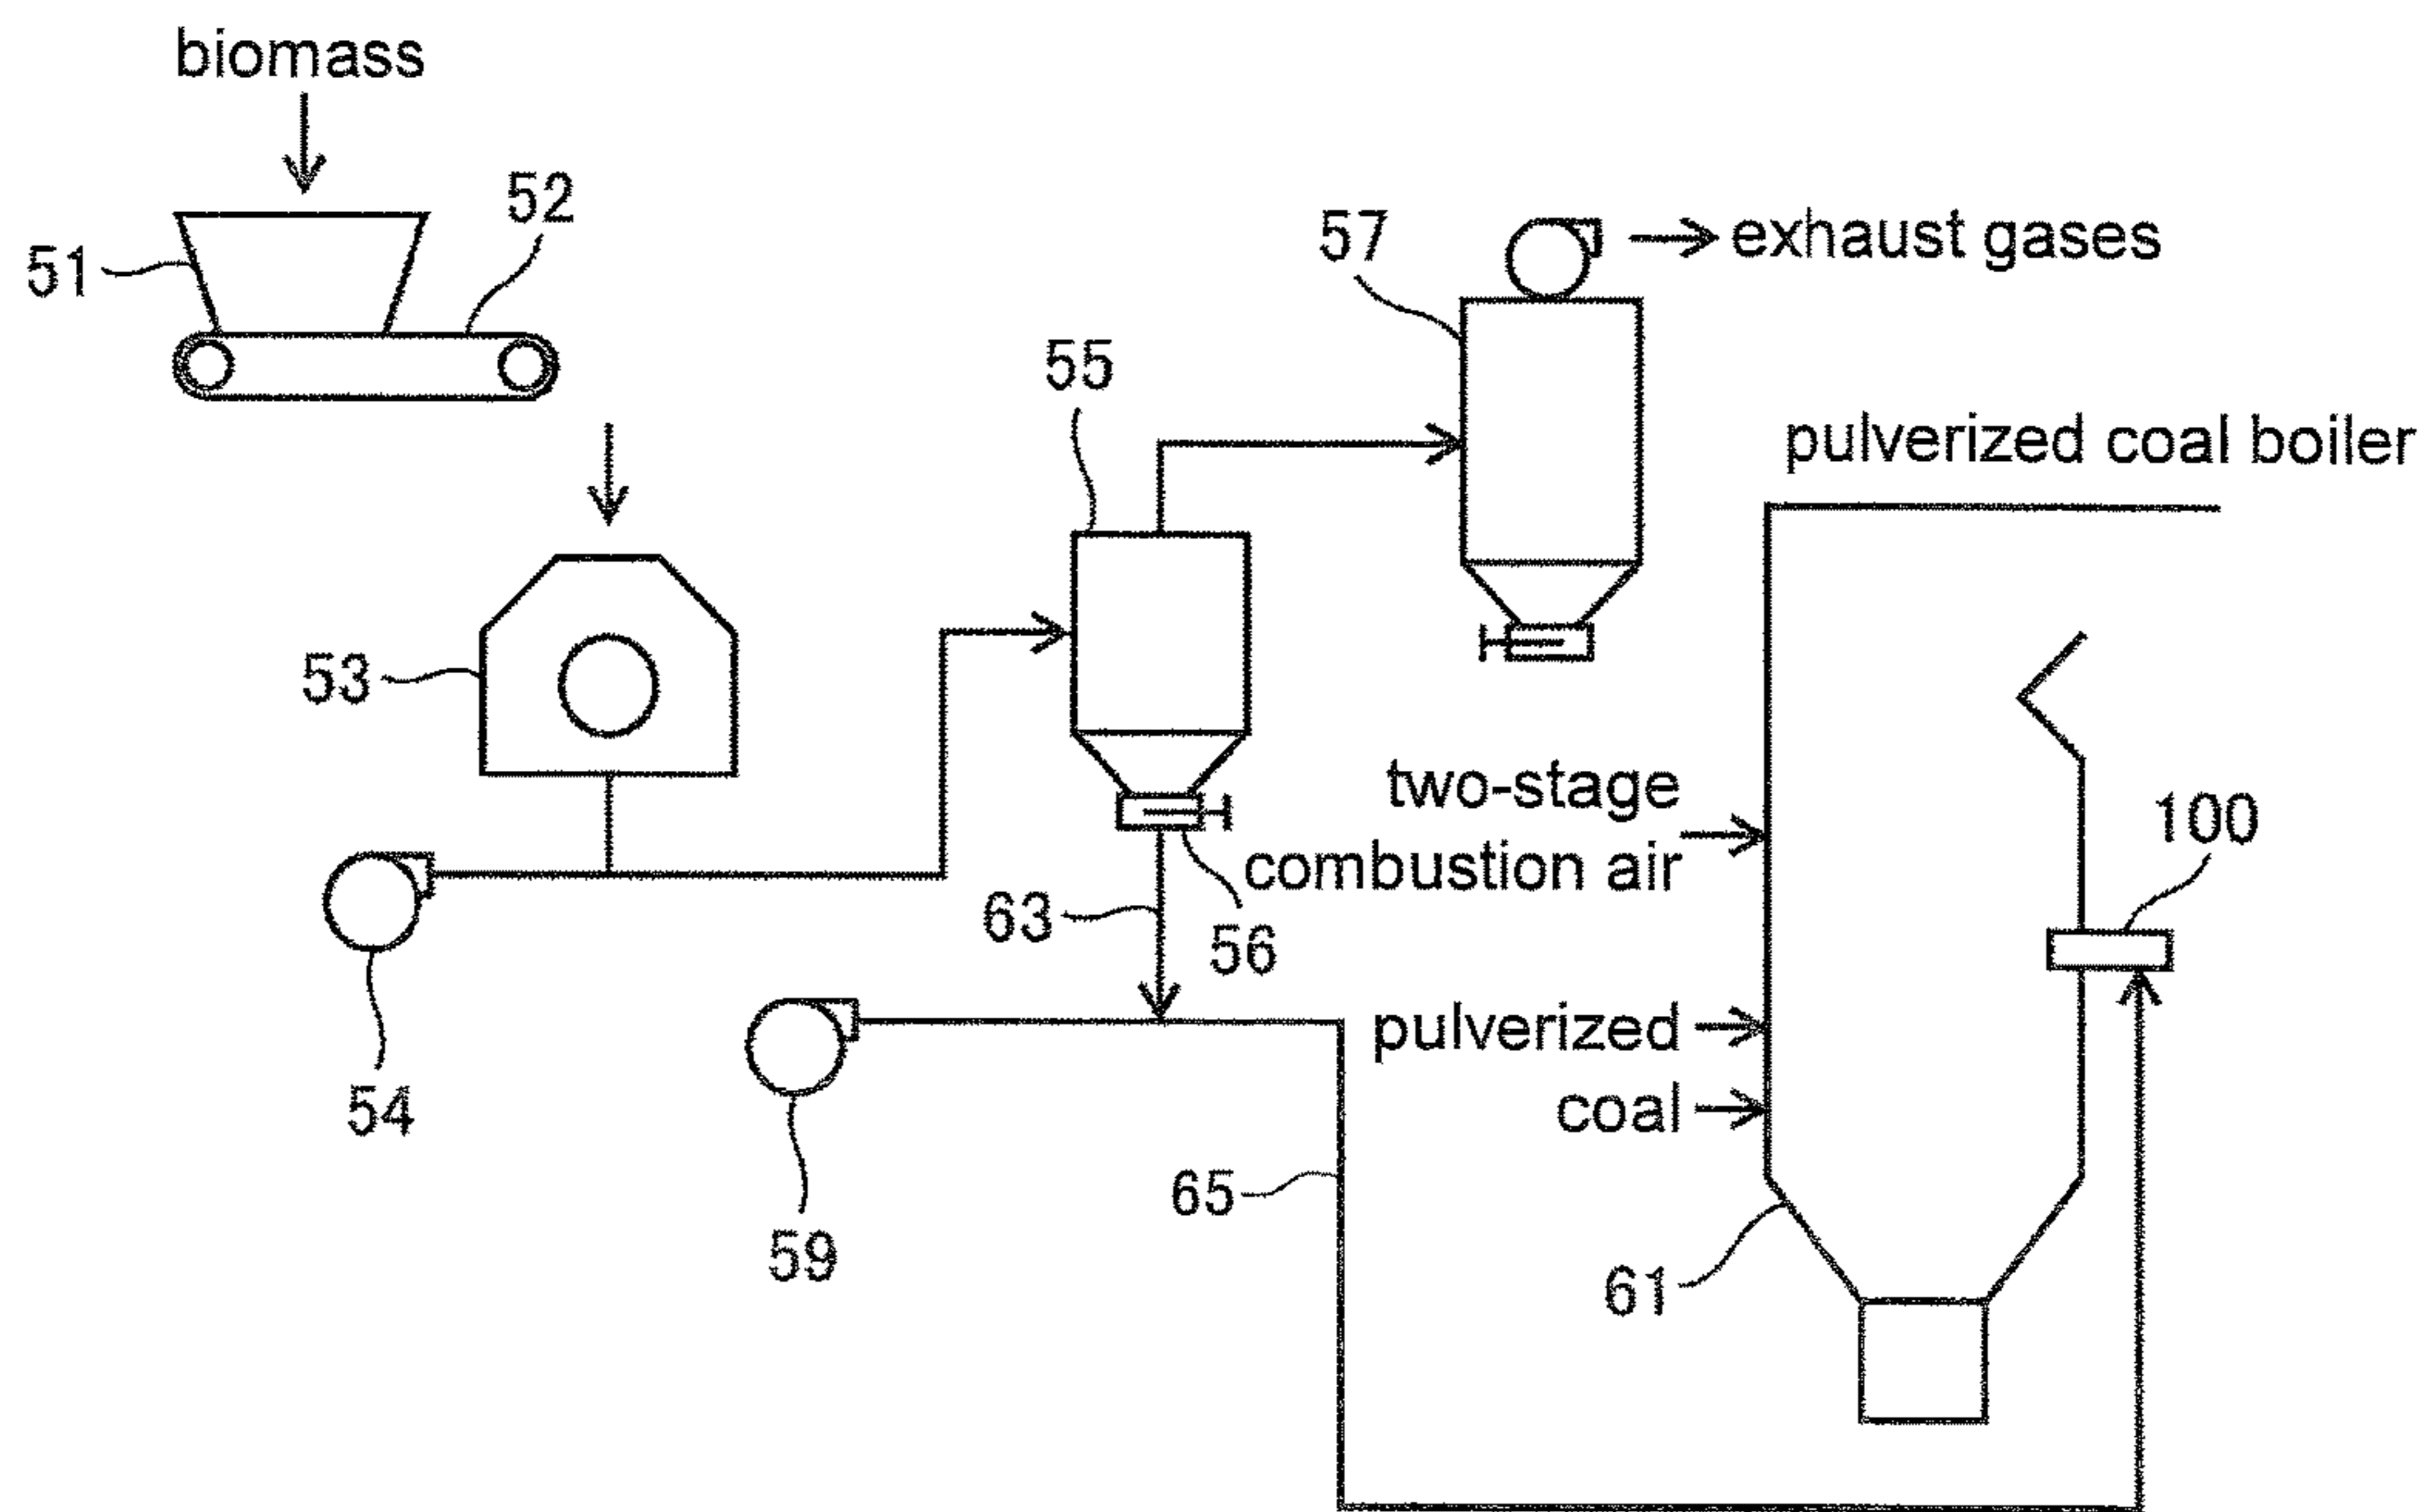 biomass
52
51
57
exhaust gases
55
pulverized coal boiler
53
two-stage
combustion air
100
63
56
pulverized
coal
54
65
59
61